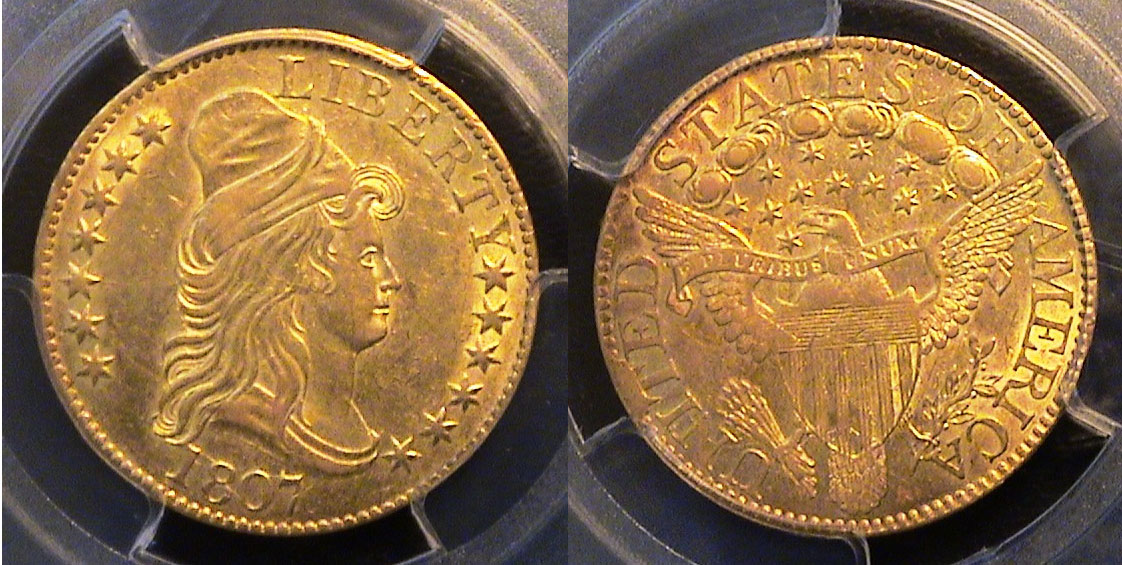 LIBERTY
1807
UNITED STATES OF AMERICA
E PLURIBUS UNUM